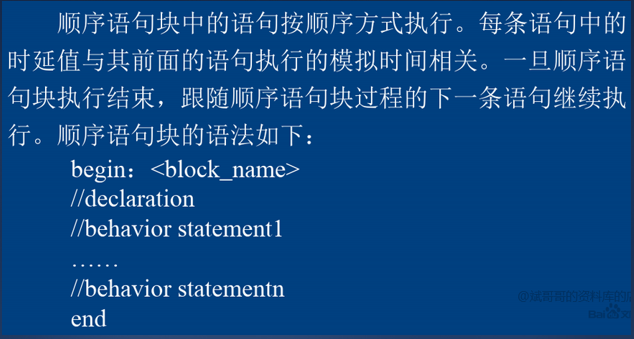 顺序语句块中的语句按顺序方式执行。每条语句中的
时延值与其前面的语句执行的模拟时间相关。一旦顺序语
句块执行结束，跟随顺序语句块过程的下一条语句继续执
行。顺序语句块的语法如下：
begin：<block_name>
//declaration
//behavior statement1
……
//behavior statementn
end